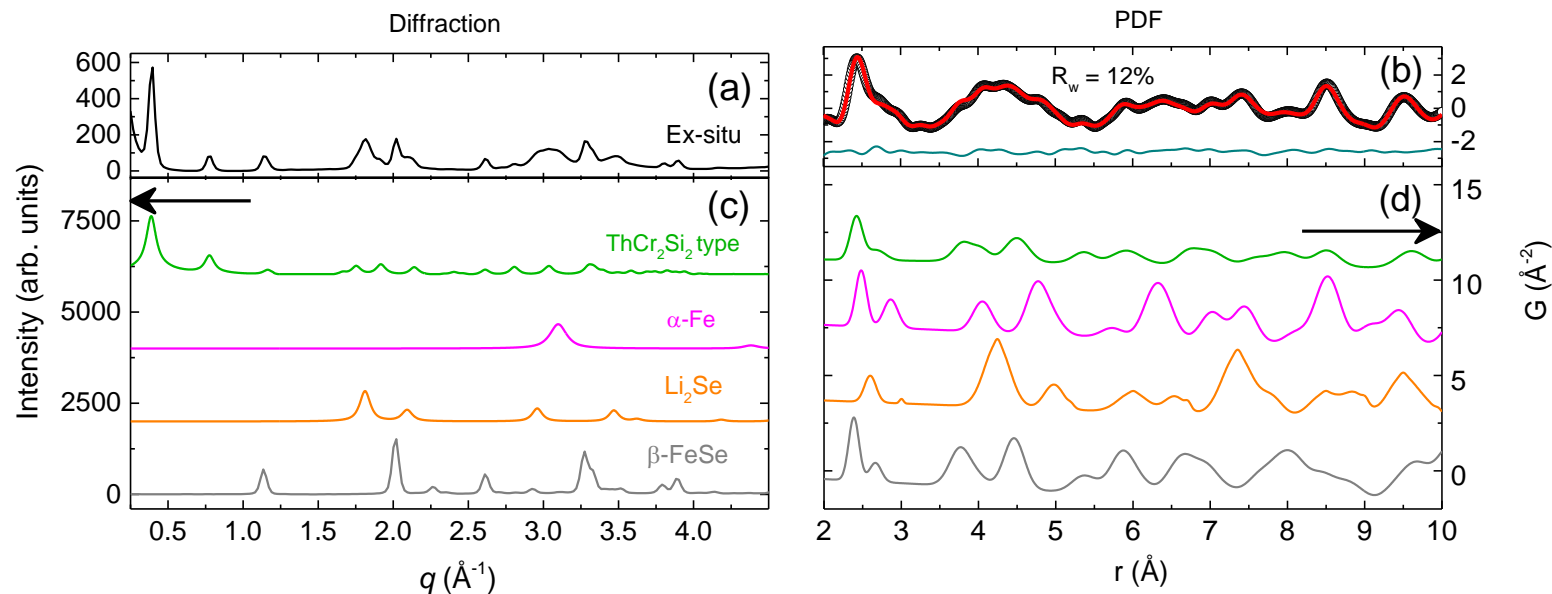 Diffraction
PDF
600
400
200
0
(a)
Ex-situ
(b)
R_w = 12%
2
0
-2
Intensity (arb. units)
7500
5000
2500
0
(c)
ThCr₂Si₂ type
α-Fe
Li₂Se
β-FeSe
(d)
15
10
5
0
G (Å⁻²)
0.5 1.0 1.5 2.0 2.5 3.0 3.5 4.0
q (Å⁻¹)
2 3 4 5 6 7 8 9 10
r (Å)